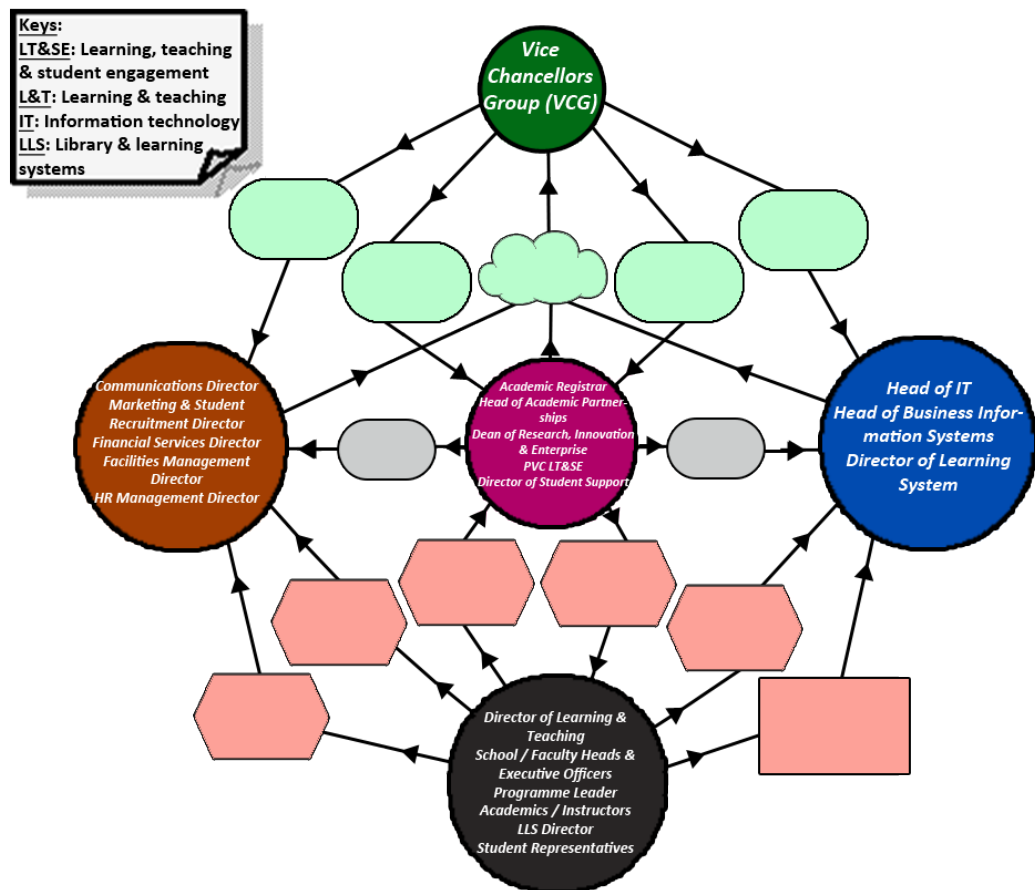 Keys:
LT&SE: Learning, teaching
& student engagement
L&T: Learning & teaching
IT: Information technology
LLS: Library & learning
systems
Vice
Chancellors
Group (VCG)
Communications Director
Marketing & Student
Recruitment Director
Financial Services Director
Facilities Management
Director
HR Management Director
Academic Registrar
Head of Academic Partner-
ships
Dean of Research, Innovation
& Enterprise
PVC LT&SE
Director of Student Support
Head of IT
Head of Business Infor-
mation Systems
Director of Learning
System
Director of Learning &
Teaching
School / Faculty Heads &
Executive Officers
Programme Leader
Academics / Instructors
LLS Director
Student Representatives